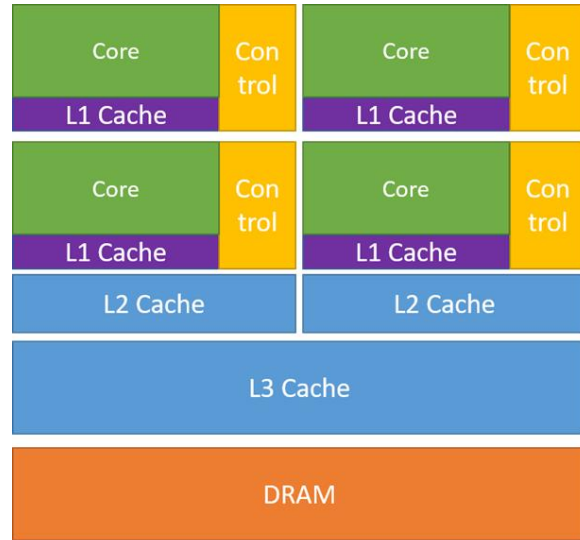 Core
Con
trol
L1 Cache
Core
Con
trol
L1 Cache
Core
Con
trol
L1 Cache
Core
Con
trol
L1 Cache
L2 Cache
L2 Cache
L3 Cache
DRAM